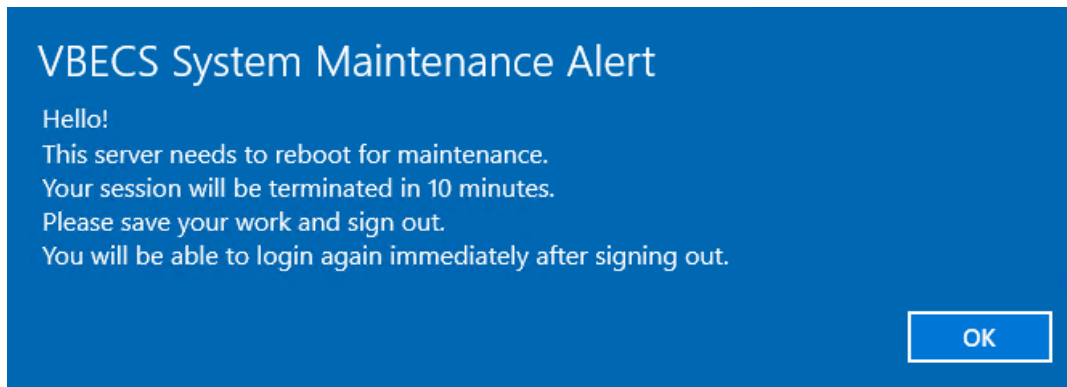 VBECS System Maintenance Alert
Hello!
This server needs to reboot for maintenance.
Your session will be terminated in 10 minutes.
Please save your work and sign out.
You will be able to login again immediately after signing out.
OK